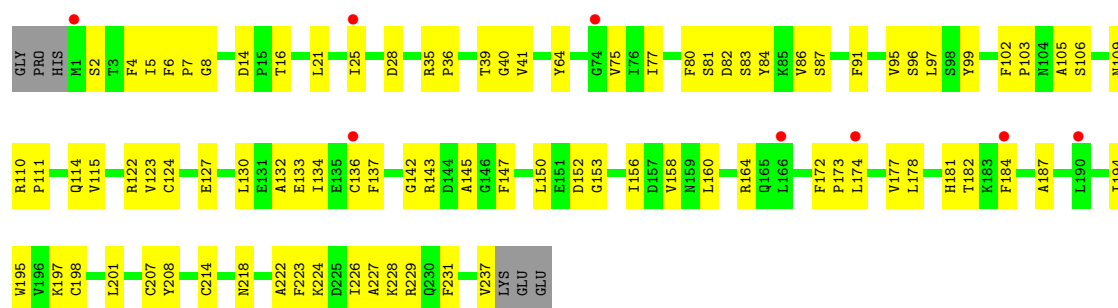 GLY PRO HIS M1 S2 T3 F4 I5 F6 P7 G8 D14 P15 T16 L21 I25 D28 R35 P36 T39 G40 V41 Y64 G74 V75 I76 I77 F80 S81 D82 S83 Y84 K85 V86 S87 F91 V95 S96 L97 S98 Y99 F102 P103 N104 A105 S106
R110 P111 Q114 V115 R122 V123 C124 E127 L130 E131 A132 E133 I134 E135 C136 F137 G142 R143 D144 A145 G146 F147 L150 E151 D152 G153 I156 D157 V158 N159 L160 R164 Q165 L166 F172 P173 L174 V177 L178 H181 T182 K183 F184 A187 L190
W195 V196 K197 C198 L201 C207 Y208 C214 N218 A222 F223 K224 D225 I226 A227 K228 R229 Q230 F231 V237 LYS GLU GLU